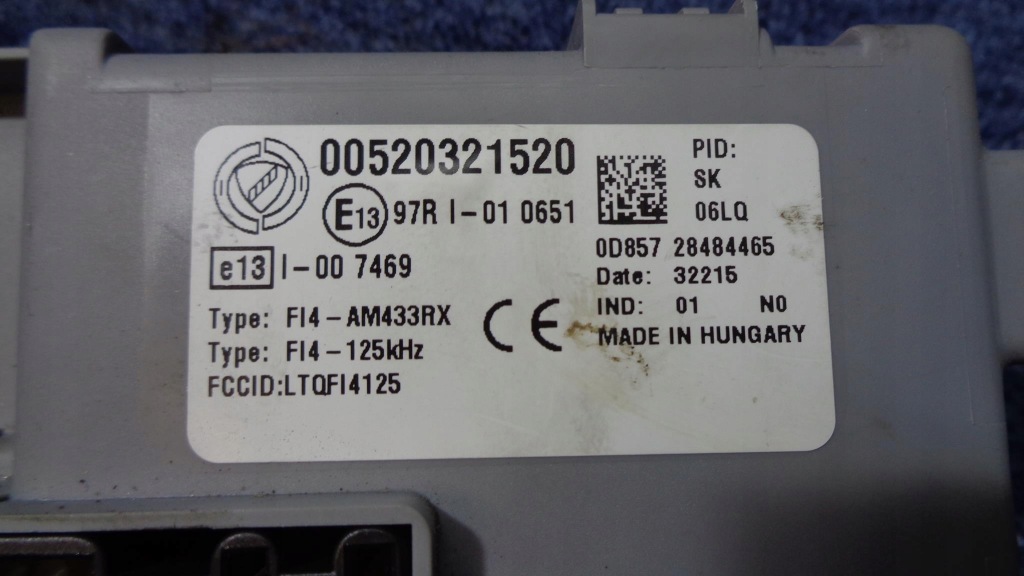 00520321520
E13 97R I-01 0651
e13 I-00 7469
Type: FI4-AM433RX
Type: FI4-125kHz
FCCID:LTQFI4125
CE
PID:
SK
06LQ
0D857 28484465
Date: 32215
IND: 01 N0
MADE IN HUNGARY